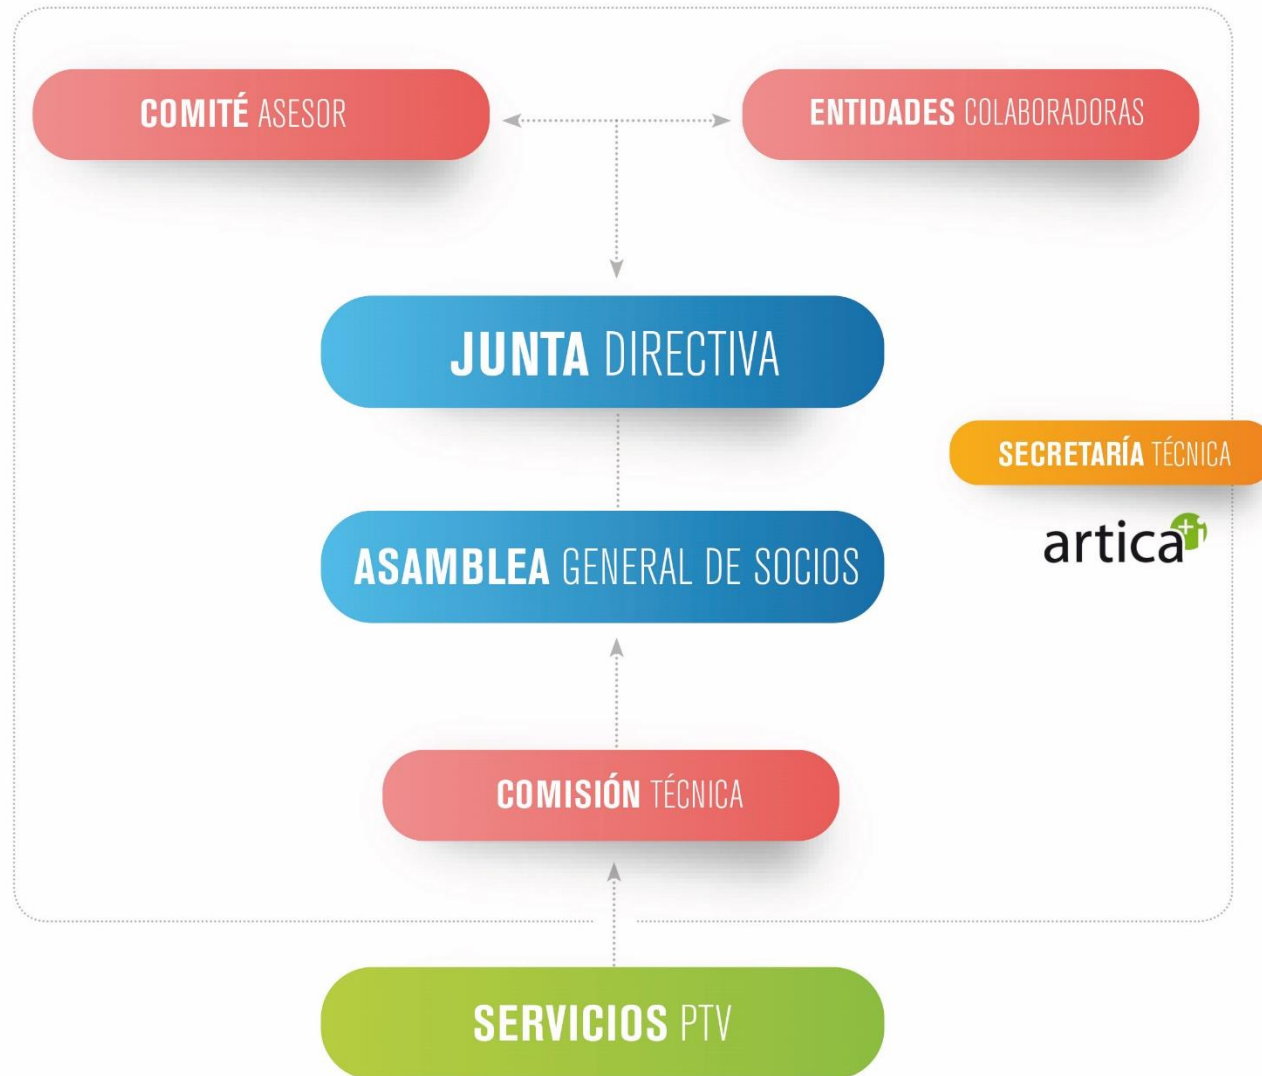 COMITÉ ASESOR
ENTIDADES COLABORADORAS
JUNTA DIRECTIVA
SECRETARÍA TÉCNICA
artica+i
ASAMBLEA GENERAL DE SOCIOS
COMISIÓN TÉCNICA
SERVICIOS PTV